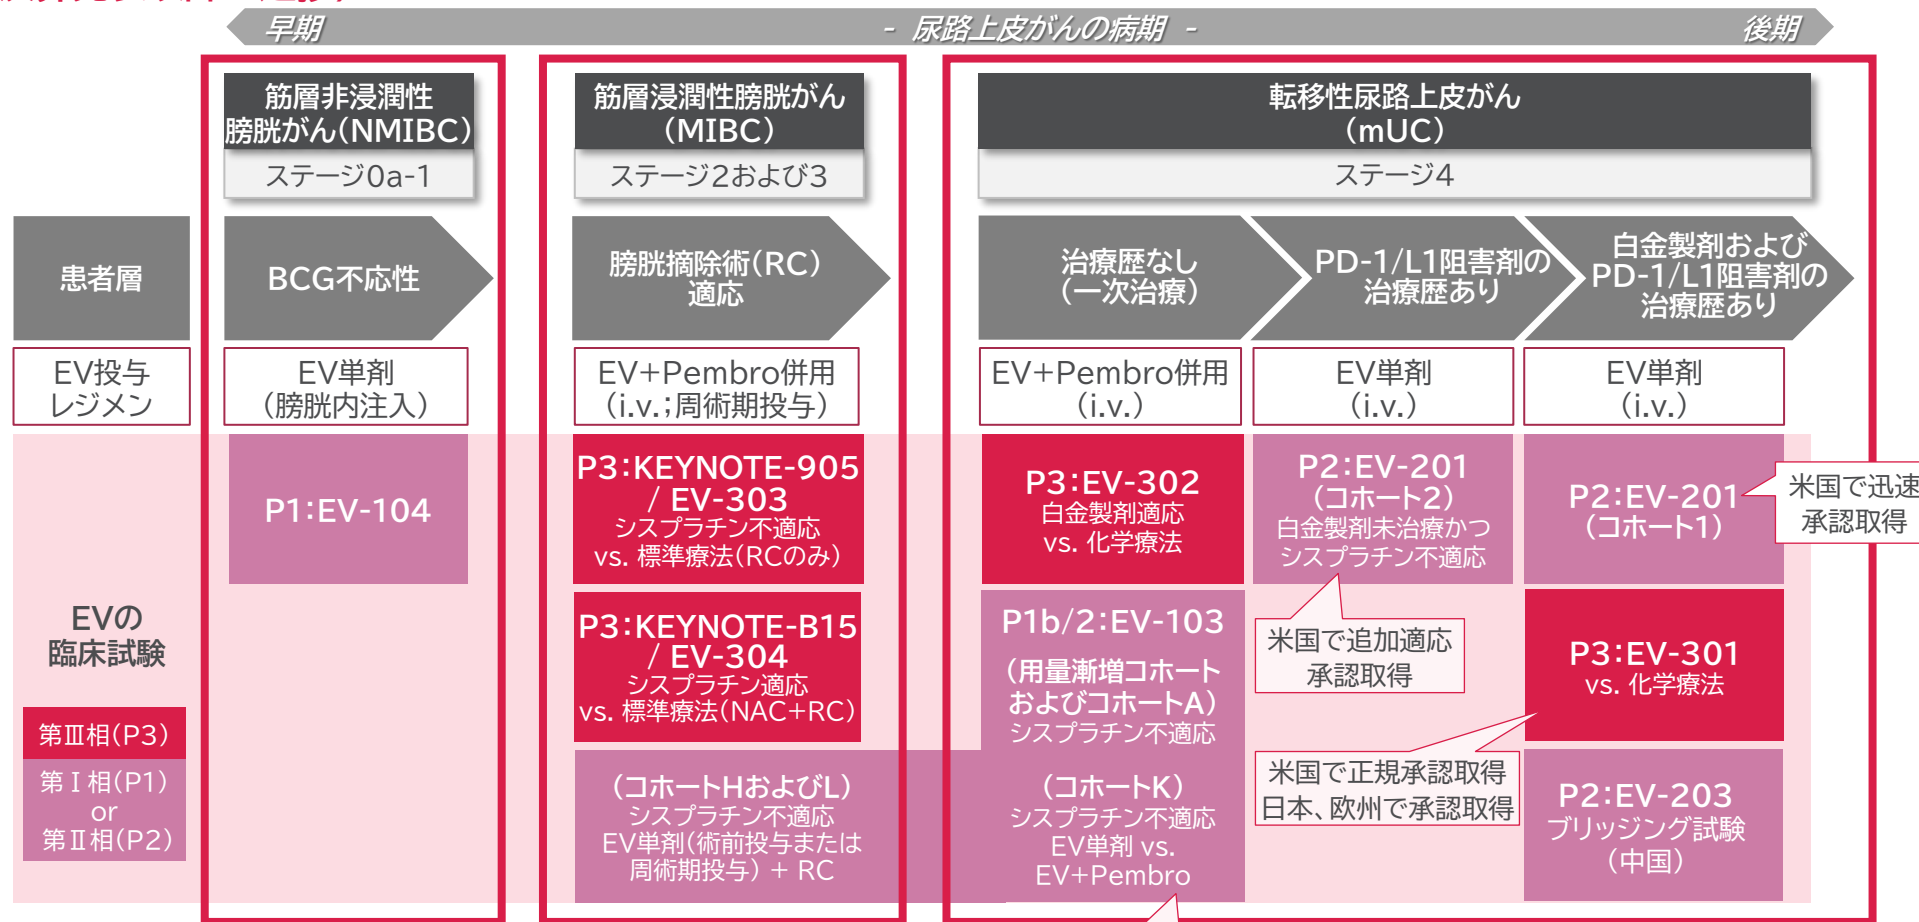 早期
- 尿路上皮がんの病期 -
後期
筋層非浸潤性
膀胱がん(NMIBC)
ステージ0a-1
筋層浸潤性膀胱がん
(MIBC)
ステージ2および3
転移性尿路上皮がん
(mUC)
ステージ4
患者層
BCG不応性
膀胱摘除術(RC)
適応
治療歴なし
(一次治療)
PD-1/L1阻害剤の
治療歴あり
白金製剤および
PD-1/L1阻害剤の
治療歴あり
EV投与
レジメン
EV単剤
(膀胱内注入)
EV+Pembro併用
(i.v.;周術期投与)
EV+Pembro併用
(i.v.)
EV単剤
(i.v.)
EV単剤
(i.v.)
EVの
臨床試験
第Ⅲ相(P3)
第Ⅰ相(P1)
or
第Ⅱ相(P2)
P1:EV-104
P3:KEYNOTE-905
/ EV-303
シスプラチン不適応
vs. 標準療法(RCのみ)
P3:KEYNOTE-B15
/ EV-304
シスプラチン適応
vs. 標準療法(NAC+RC)
(コホートHおよびL)
シスプラチン不適応
EV単剤(術前投与または
周術期投与) + RC
P3:EV-302
白金製剤適応
vs. 化学療法
P1b/2:EV-103
(用量漸増コホート
およびコホートA)
シスプラチン不適応
(コホートK)
シスプラチン不適応
EV単剤 vs.
EV+Pembro
P2:EV-201
(コホート2)
白金製剤未治療かつ
シスプラチン不適応
米国で追加適応
承認取得
P2:EV-201
(コホート1)
米国で迅速
承認取得
P3:EV-301
vs. 化学療法
米国で正規承認取得
日本、欧州で承認取得
P2:EV-203
ブリッジング試験
(中国)